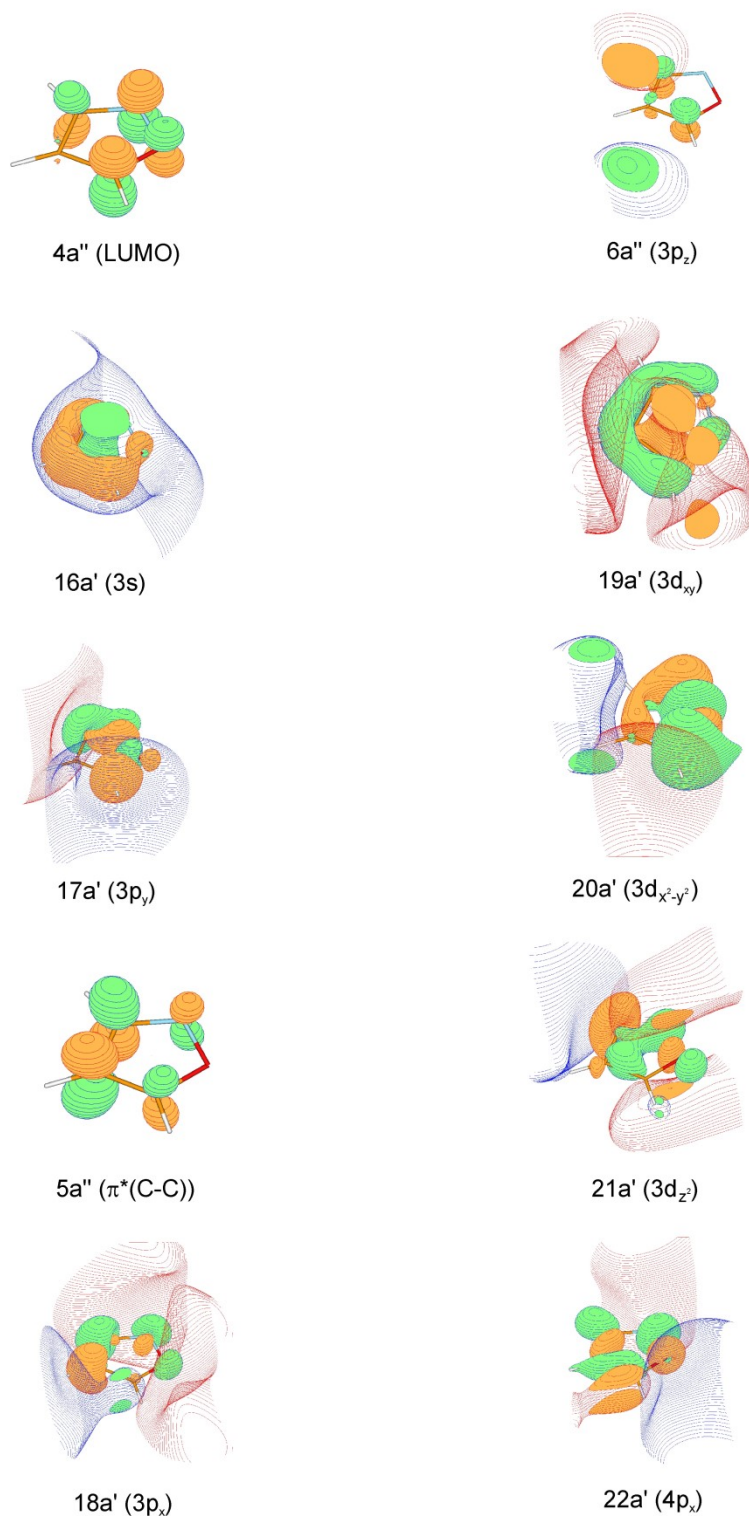 4a'' (LUMO)
6a'' (3pz)
16a' (3s)
19a' (3dxy)
17a' (3py)
20a' (3dx²-y²)
5a'' (π*(C-C))
21a' (3dz²)
18a' (3px)
22a' (4px)